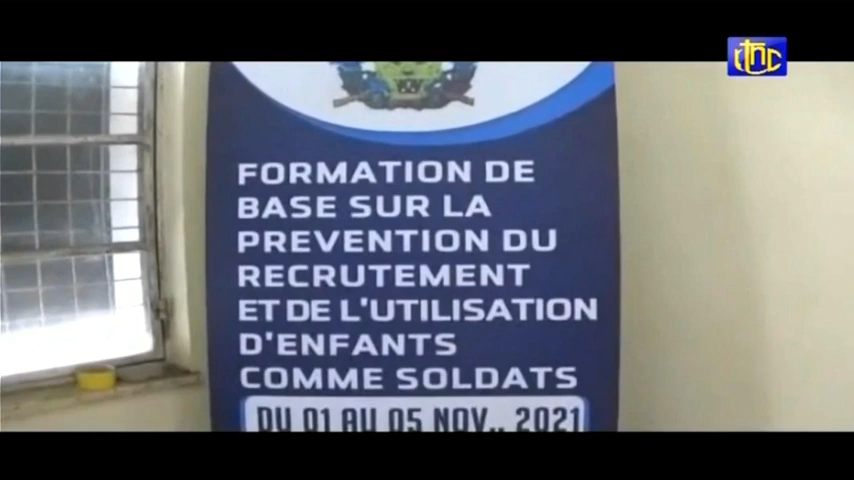 rtnc
FORMATION DE
BASE SUR LA
PREVENTION DU
RECRUTEMENT
ET DE L'UTILISATION
D'ENFANTS
COMME SOLDATS
DU 01 AU 05 NOV., 2021